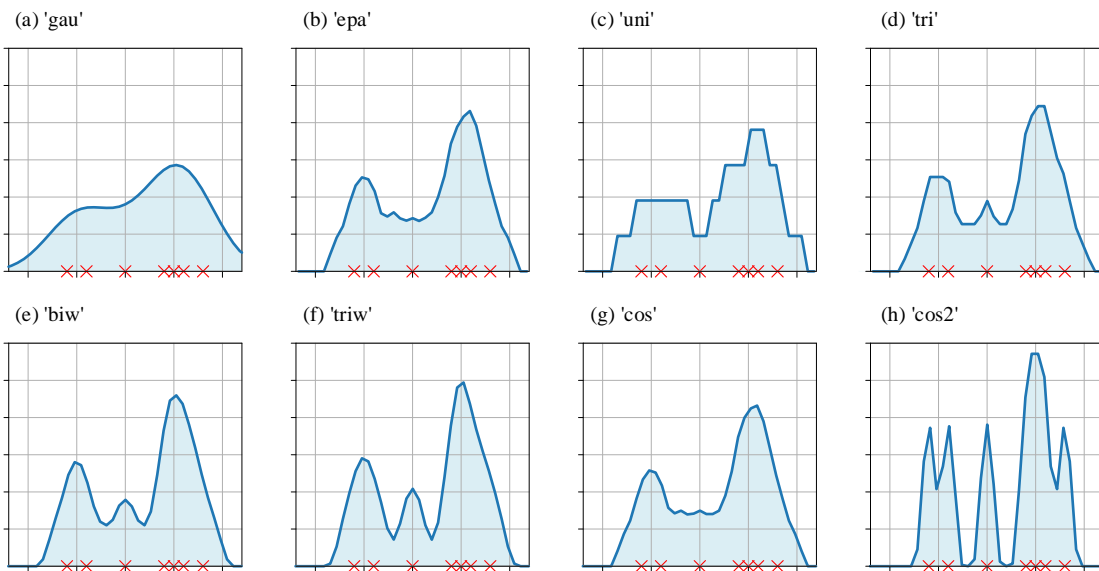 (a) 'gau'
(b) 'epa'
(c) 'uni'
(d) 'tri'
(e) 'biw'
(f) 'triw'
(g) 'cos'
(h) 'cos2'